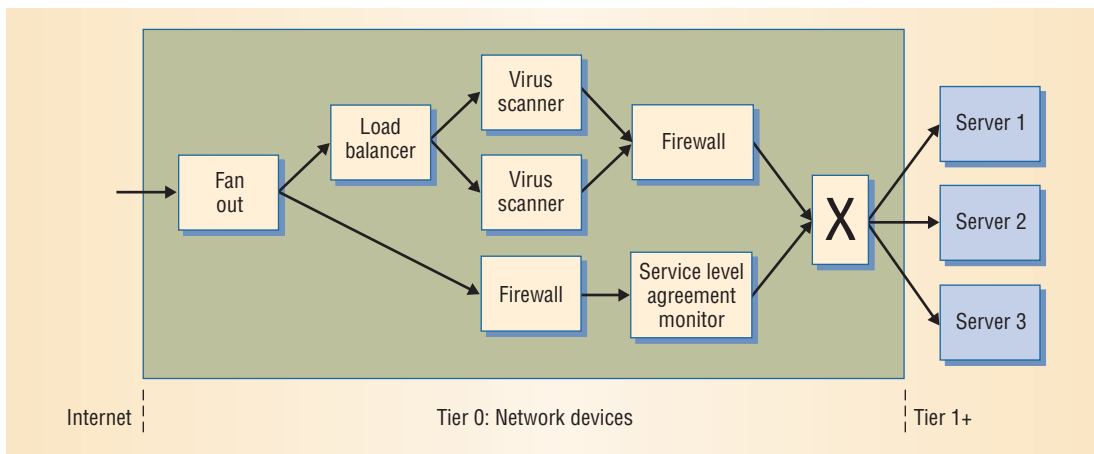 Fan
out
Load
balancer
Virus
scanner
Virus
scanner
Firewall
Firewall
Service level
agreement
monitor
X
Server 1
Server 2
Server 3
Internet
Tier 0: Network devices
Tier 1+